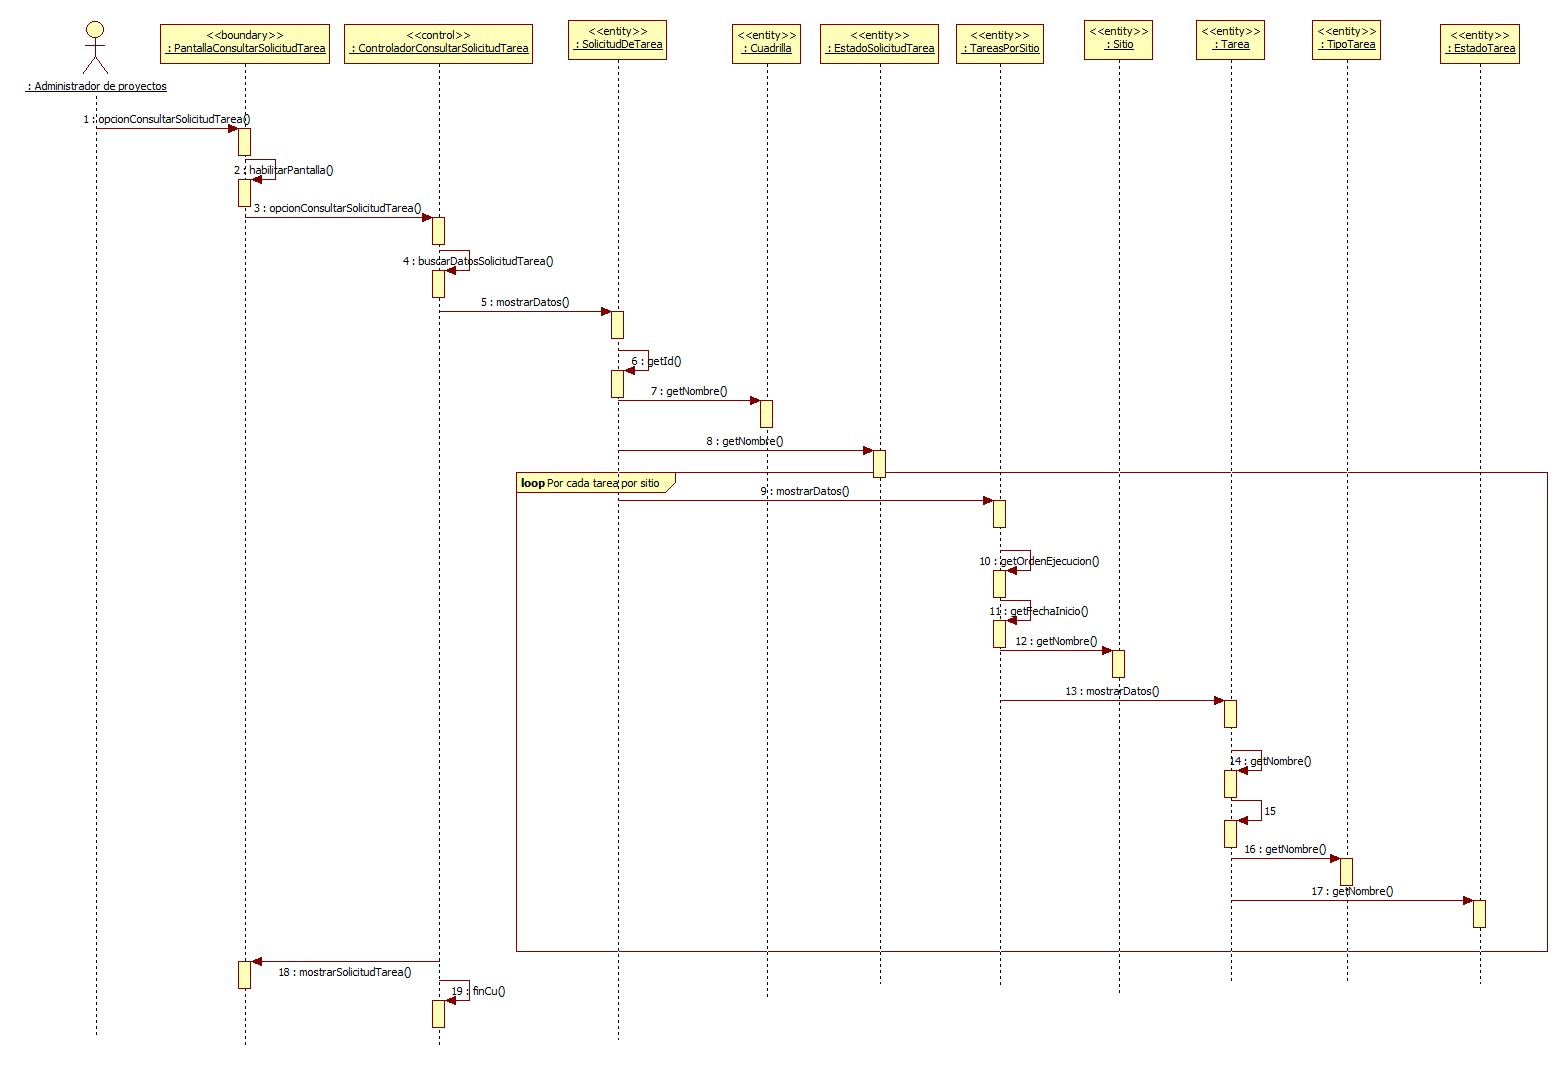 <<boundary>>
: PantallaConsultarSolicitudTarea
<<control>>
: ControladorConsultarSolicitudTarea
<<entity>>
: SolicitudDeTarea
<<entity>>
: Cuadrilla
<<entity>>
: EstadoSolicitudTarea
<<entity>>
: TareasPorSitio
<<entity>>
: Sitio
<<entity>>
: Tarea
<<entity>>
: TipoTarea
<<entity>>
: EstadoTarea
: Administrador de proyectos
1 : opcionConsultarSolicitudTarea()
2 : habilitarPantalla()
3 : opcionConsultarSolicitudTarea()
4 : buscarDatosSolicitudTarea()
5 : mostrarDatos()
6 : getId()
7 : getNombre()
8 : getNombre()
loop Por cada tarea por sitio
9 : mostrarDatos()
10 : getOrdenEjecucion()
11 : getFechaInicio()
12 : getNombre()
13 : mostrarDatos()
14 : getNombre()
15
16 : getNombre()
17 : getNombre()
18 : mostrarSolicitudTarea()
19 : finCu()